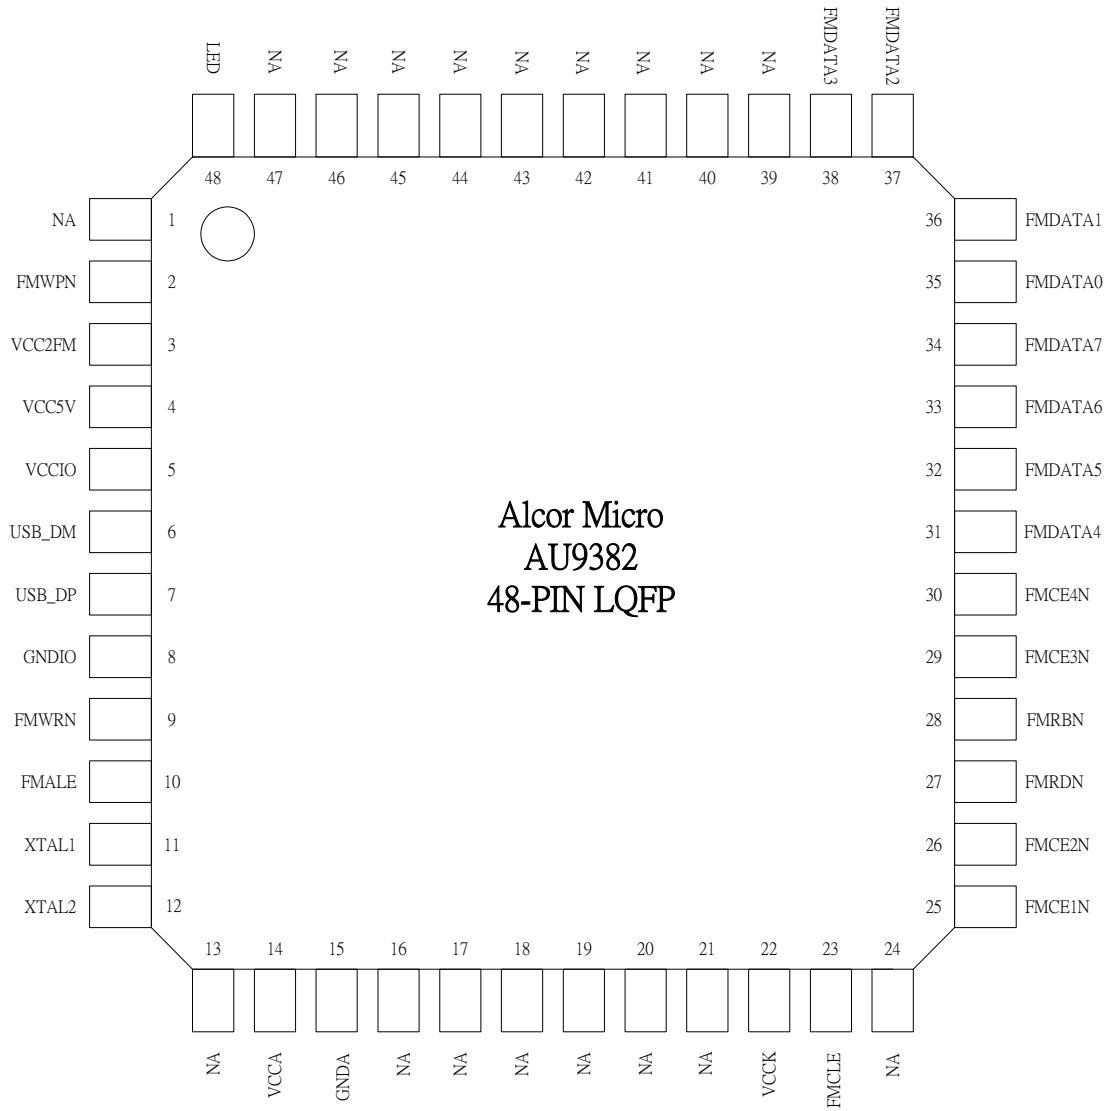 LED
NA
NA
NA
NA
NA
NA
NA
NA
NA
FMDATA3
FMDATA2
48
47
46
45
44
43
42
41
40
39
38
37
NA 1
FMWPN 2
VCC2FM 3
VCC5V 4
VCCIO 5
USB_DM 6
USB_DP 7
GNDIO 8
FMWRN 9
FMALE 10
XTAL1 11
XTAL2 12
Alcor Micro
AU9382
48-PIN LQFP
36 FMDATA1
35 FMDATA0
34 FMDATA7
33 FMDATA6
32 FMDATA5
31 FMDATA4
30 FMCE4N
29 FMCE3N
28 FMRBN
27 FMRDN
26 FMCE2N
25 FMCE1N
13
14
15
16
17
18
19
20
21
22
23
24
NA
VCCA
GNDA
NA
NA
NA
NA
NA
NA
VCCK
FMCLE
NA